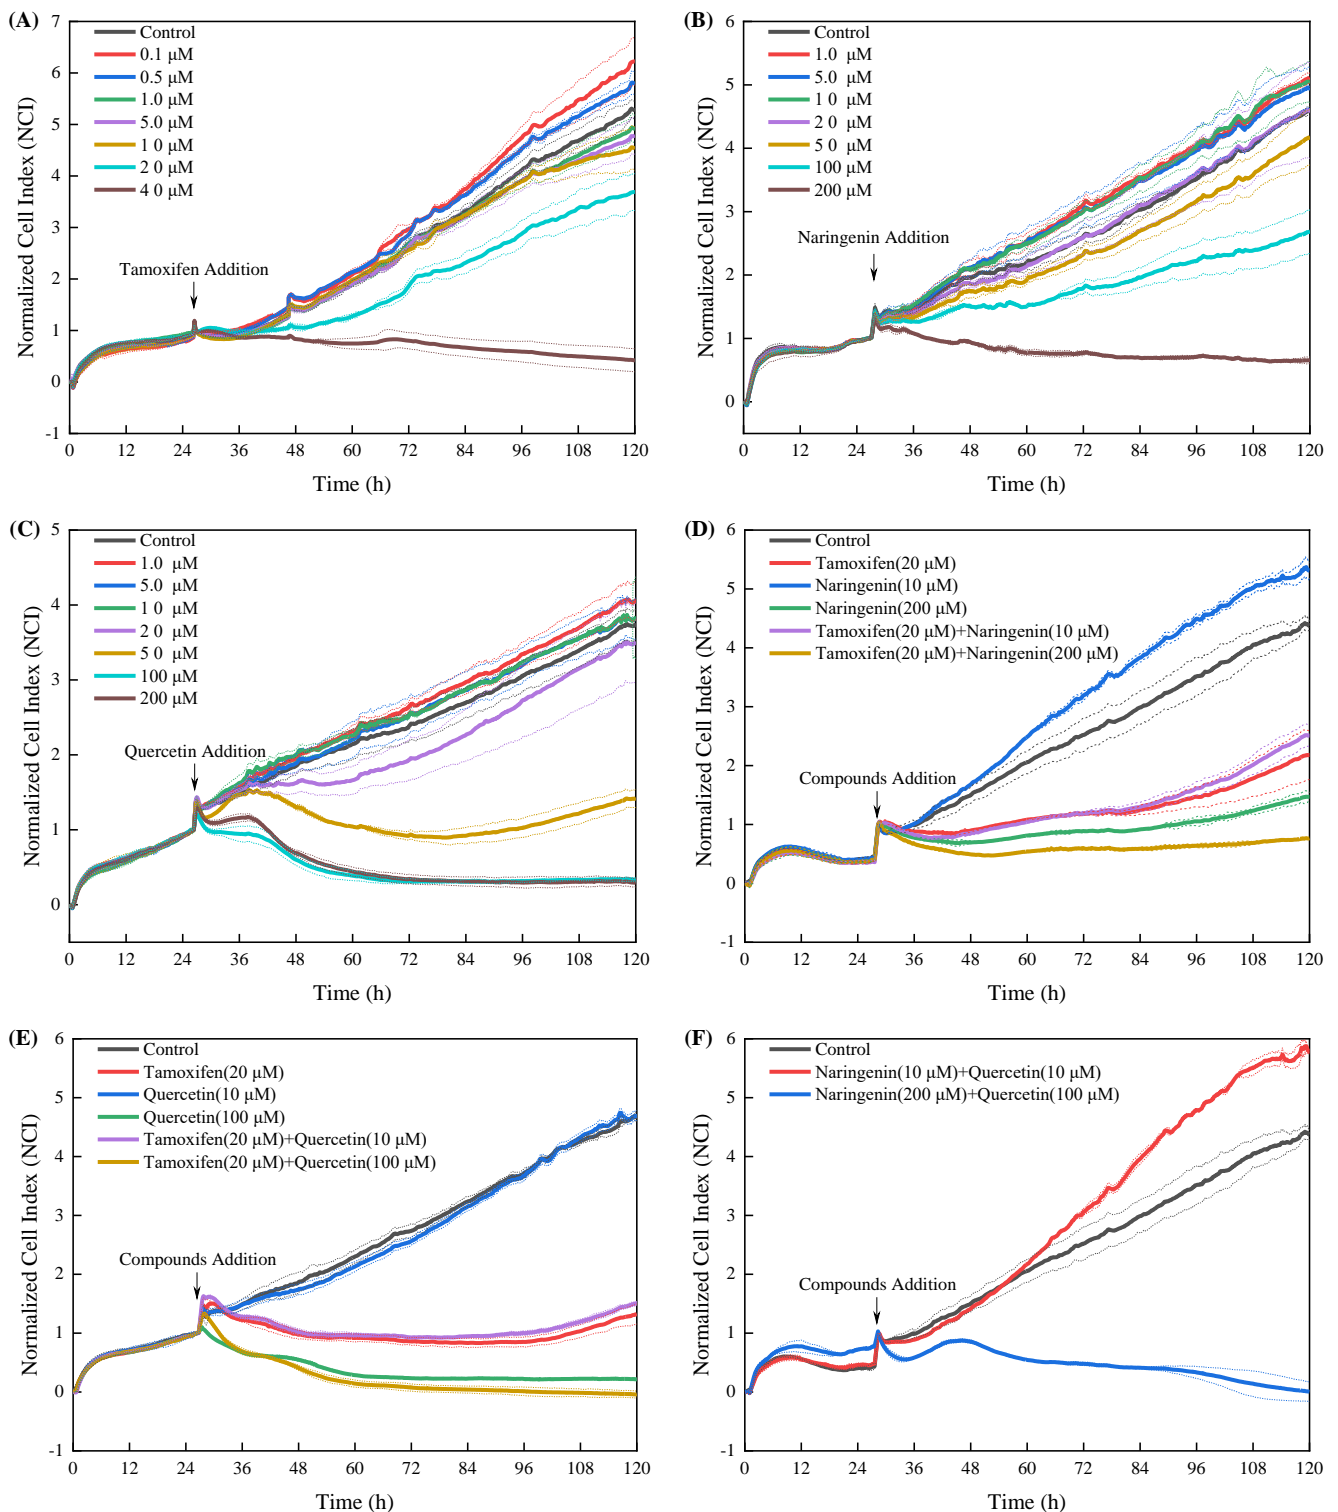 (A)
Normalized Cell Index (NCI)
7
6
5
4
3
2
1
0
-1
Control
0.1 μM
0.5 μM
1.0 μM
5.0 μM
1 0 μM
2 0 μM
4 0 μM
Tamoxifen Addition
0 12 24 36 48 60 72 84 96 108 120
Time (h)
(B)
Normalized Cell Index (NCI)
6
5
4
3
2
1
0
Control
1.0 μM
5.0 μM
1 0 μM
2 0 μM
5 0 μM
100 μM
200 μM
Naringenin Addition
0 12 24 36 48 60 72 84 96 108 120
Time (h)
(C)
Normalized Cell Index (NCI)
5
4
3
2
1
0
Control
1.0 μM
5.0 μM
1 0 μM
2 0 μM
5 0 μM
100 μM
200 μM
Quercetin Addition
0 12 24 36 48 60 72 84 96 108 120
Time (h)
(D)
Normalized Cell Index (NCI)
6
5
4
3
2
1
0
-1
Control
Tamoxifen(20 μM)
Naringenin(10 μM)
Naringenin(200 μM)
Tamoxifen(20 μM)+Naringenin(10 μM)
Tamoxifen(20 μM)+Naringenin(200 μM)
Compounds Addition
0 12 24 36 48 60 72 84 96 108 120
Time (h)
(E)
Normalized Cell Index (NCI)
6
5
4
3
2
1
0
-1
Control
Tamoxifen(20 μM)
Quercetin(10 μM)
Quercetin(100 μM)
Tamoxifen(20 μM)+Quercetin(10 μM)
Tamoxifen(20 μM)+Quercetin(100 μM)
Compounds Addition
0 12 24 36 48 60 72 84 96 108 120
Time (h)
(F)
Normalized Cell Index (NCI)
6
5
4
3
2
1
0
-1
Control
Naringenin(10 μM)+Quercetin(10 μM)
Naringenin(200 μM)+Quercetin(100 μM)
Compounds Addition
0 12 24 36 48 60 72 84 96 108 120
Time (h)